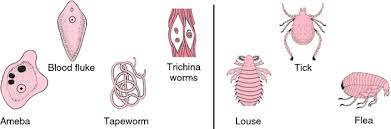 Blood fluke
Trichina
worms
Tick
Ameba
Tapeworm
Louse
Flea